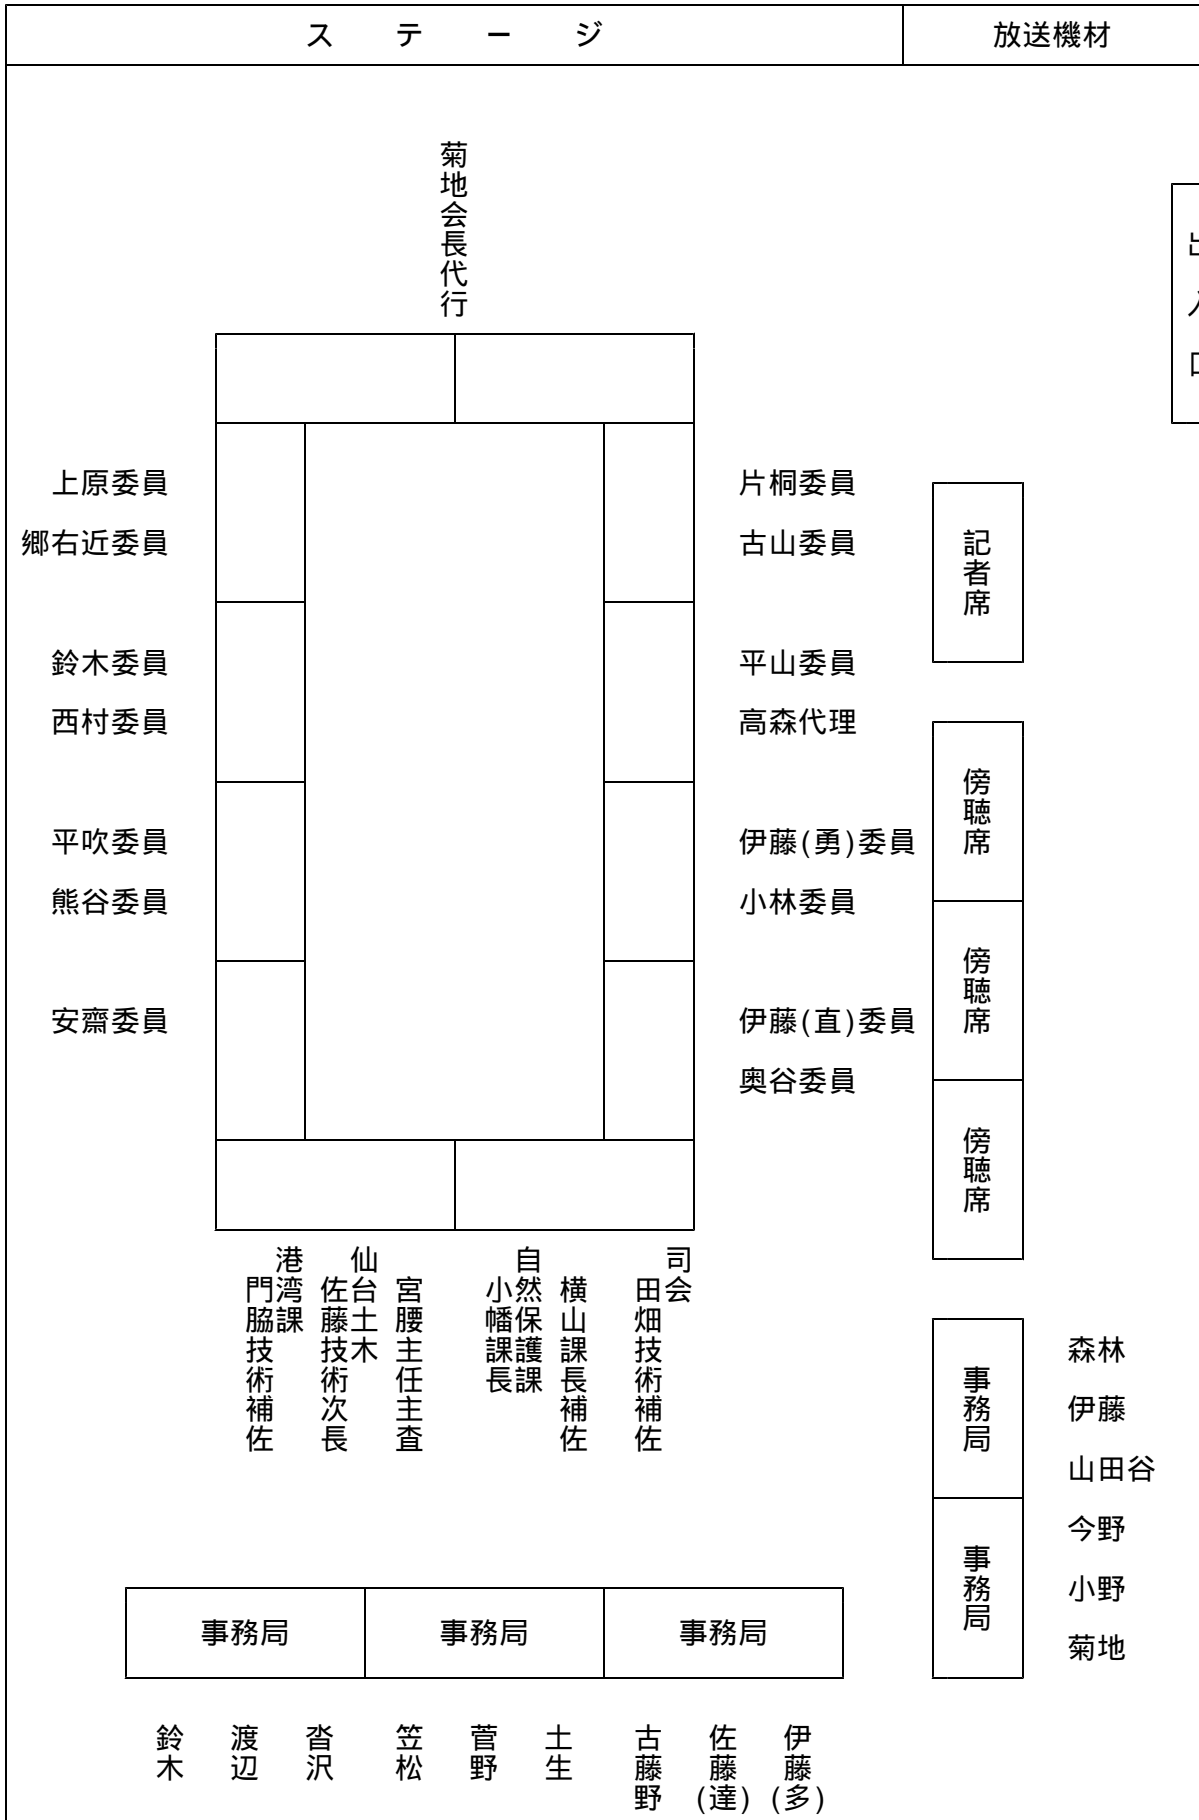 ステージ
放送機材
菊地会長代行
出入口
上原委員
郷右近委員
鈴木委員
西村委員
平吹委員
熊谷委員
安齋委員
片桐委員
古山委員
平山委員
高森代理
伊藤(勇)委員
小林委員
伊藤(直)委員
奥谷委員
記者席
傍聴席
傍聴席
傍聴席
港湾課
門脇技術補佐
仙台土木
佐藤技術次長
宮腰主任主査
自然保護課
小幡課長
横山課長補佐
司会
田畑技術補佐
事務局
事務局
森林
伊藤
山田谷
今野
小野
菊地
事務局
事務局
事務局
鈴木
渡辺
沓沢
笠松
菅野
土生
古藤野
佐藤(達)
伊藤(多)